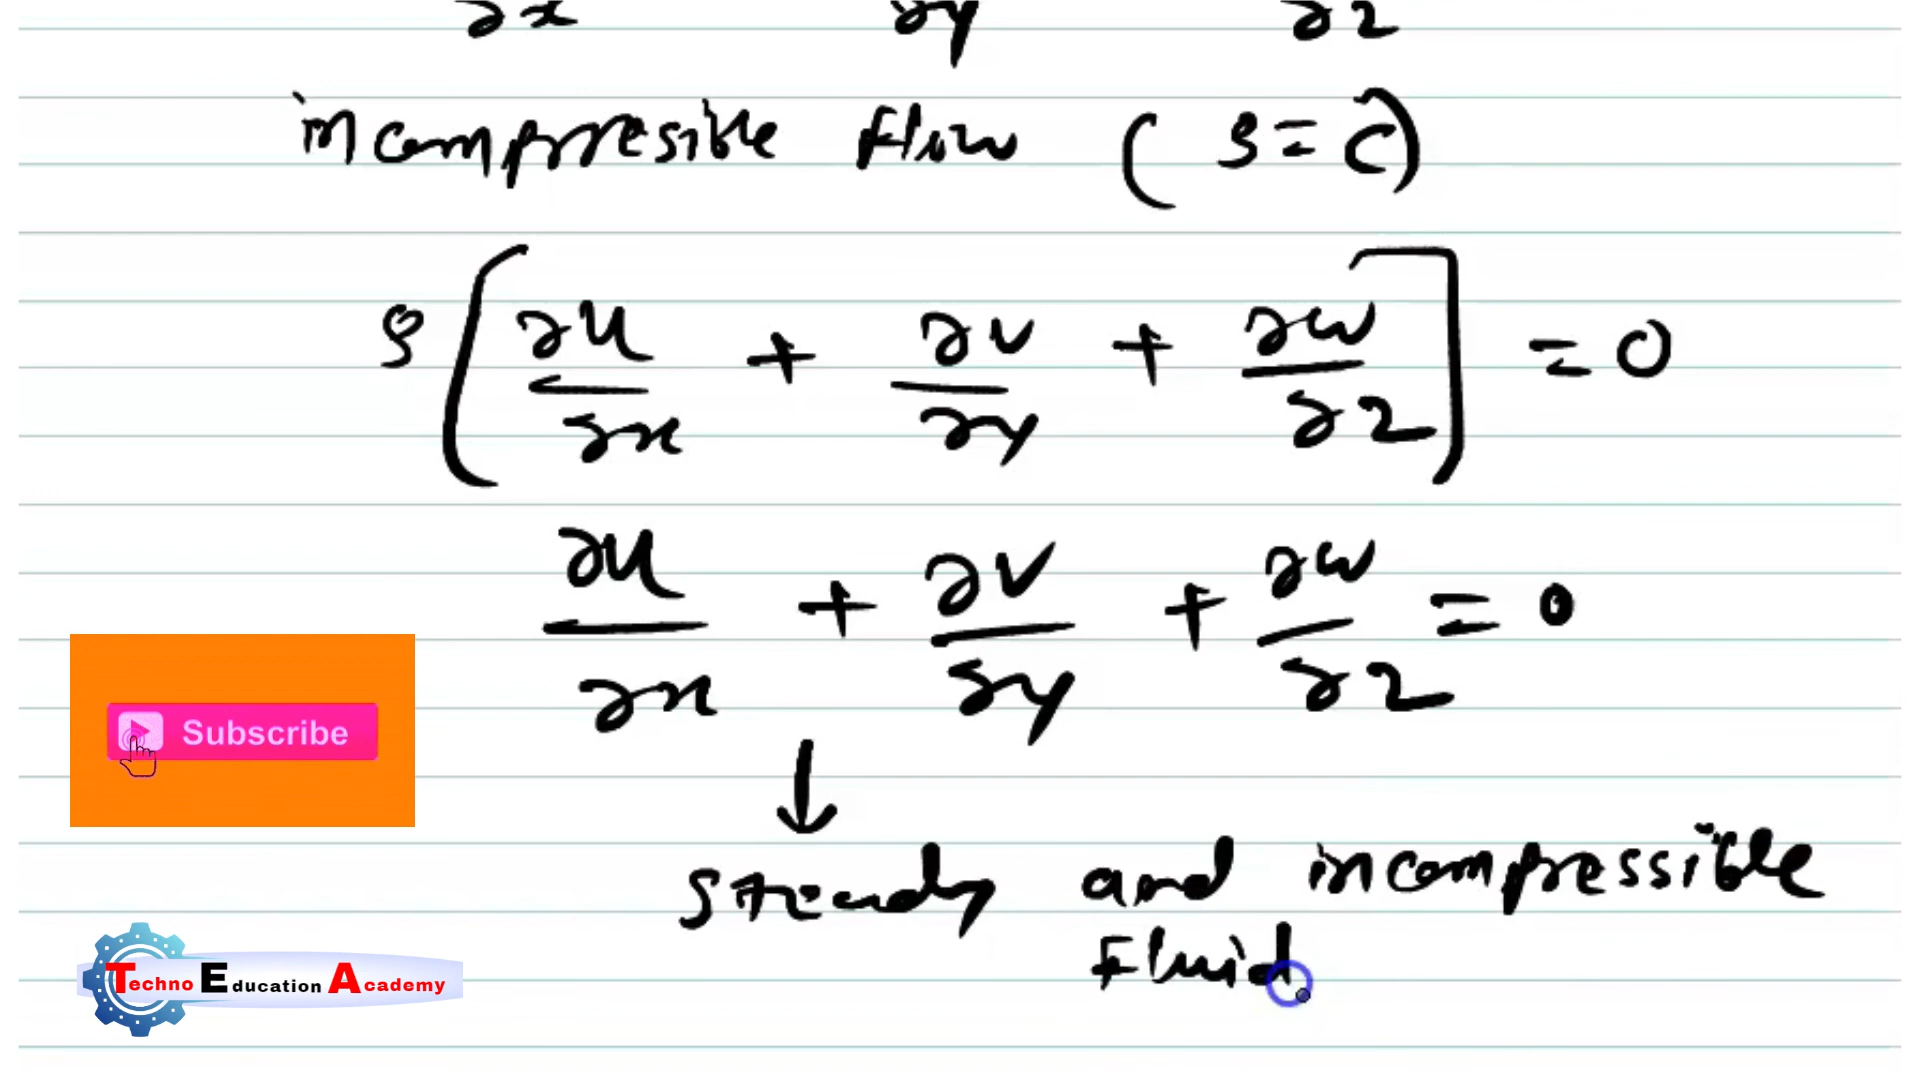 ∂x ∂y ∂z
incompressible flow ( ρ = C )
ρ [ ∂u/∂x + ∂v/∂y + ∂w/∂z ] = 0
∂u/∂x + ∂v/∂y + ∂w/∂z = 0
↓
Steady and incompressible
Fluid
Subscribe
Techno Education Academy